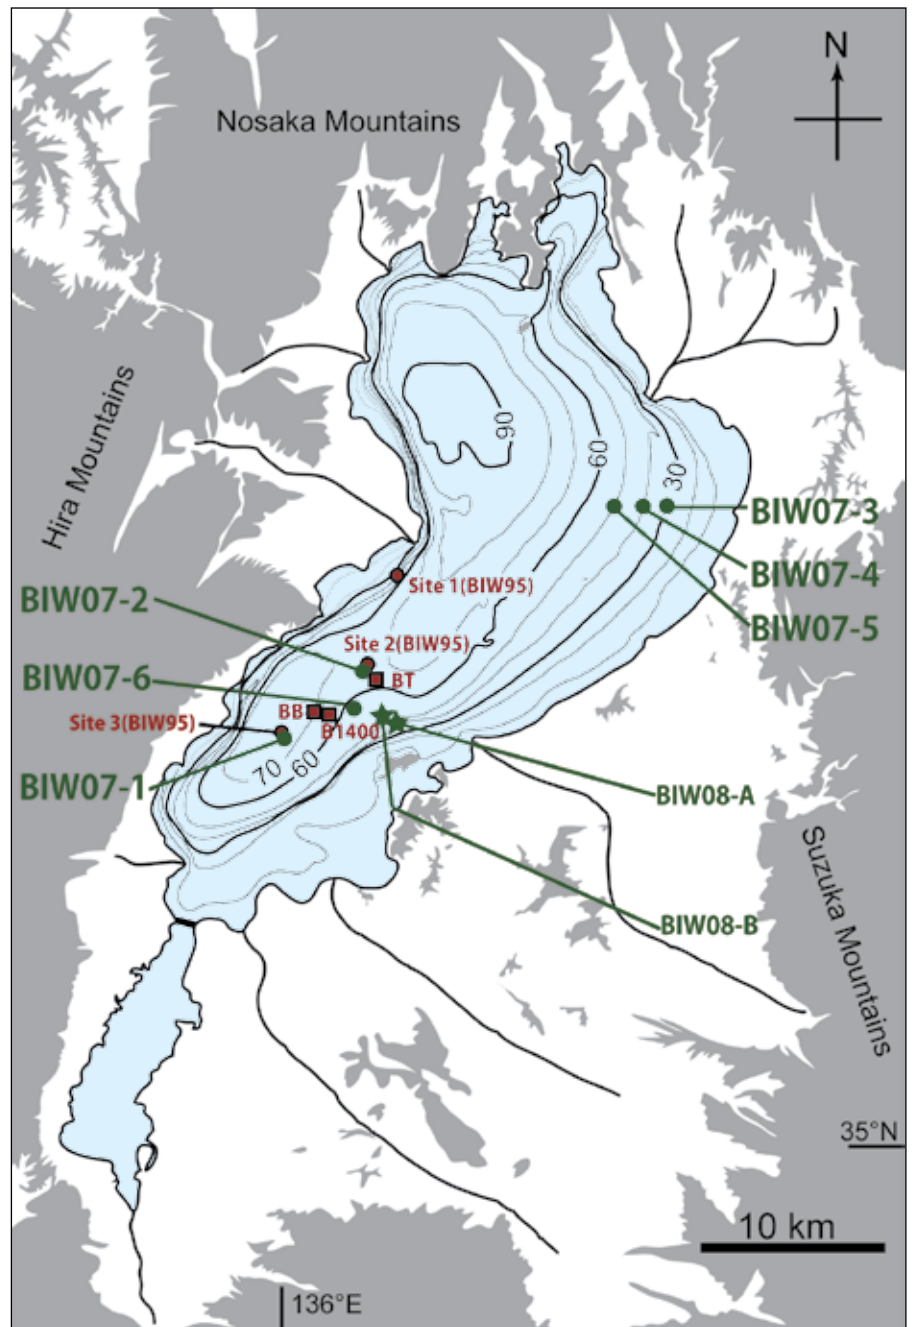 N
Nosaka Mountains
Hira Mountains
90
60
30
BIW07-3
BIW07-4
Site 1(BIW95)
BIW07-2
BIW07-5
Site 2(BIW95)
BIW07-6
BT
BB
Site 3(BIW95)
B1400
70
60
BIW07-1
BIW08-A
Suzuka Mountains
BIW08-B
35°N
10 km
136°E